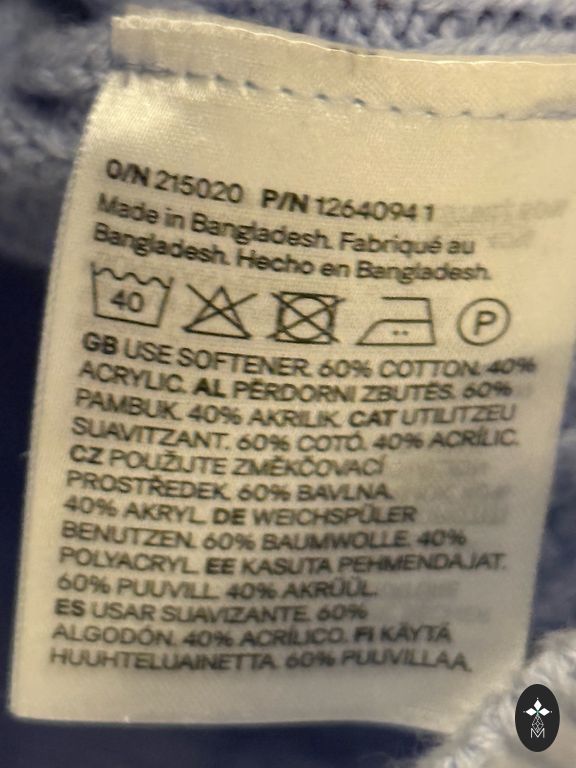 O/N 215020 P/N 12640941
Made in Bangladesh. Fabriqué au
Bangladesh. Hecho en Bangladesh.
40 P
GB USE SOFTENER. 60% COTTON. 40%
ACRYLIC. AL PËRDORNI ZBUTËS. 60%
PAMBUK. 40% AKRILIK. CAT UTILITZEU
SUAVITZANT. 60% COTÓ. 40% ACRÍLIC.
CZ POUŽIJTE ZMĚKČOVACÍ
PROSTŘEDEK. 60% BAVLNA.
40% AKRYL. DE WEICHSPÜLER
BENUTZEN. 60% BAUMWOLLE. 40%
POLYACRYL. EE KASUTA PEHMENDAJAT.
60% PUUVILL. 40% AKRÜÜL.
ES USAR SUAVIZANTE. 60%
ALGODÓN. 40% ACRÍLICO. FI KÄYTÄ
HUUHTELUAINETTA. 60% PUUVILLAA.
M